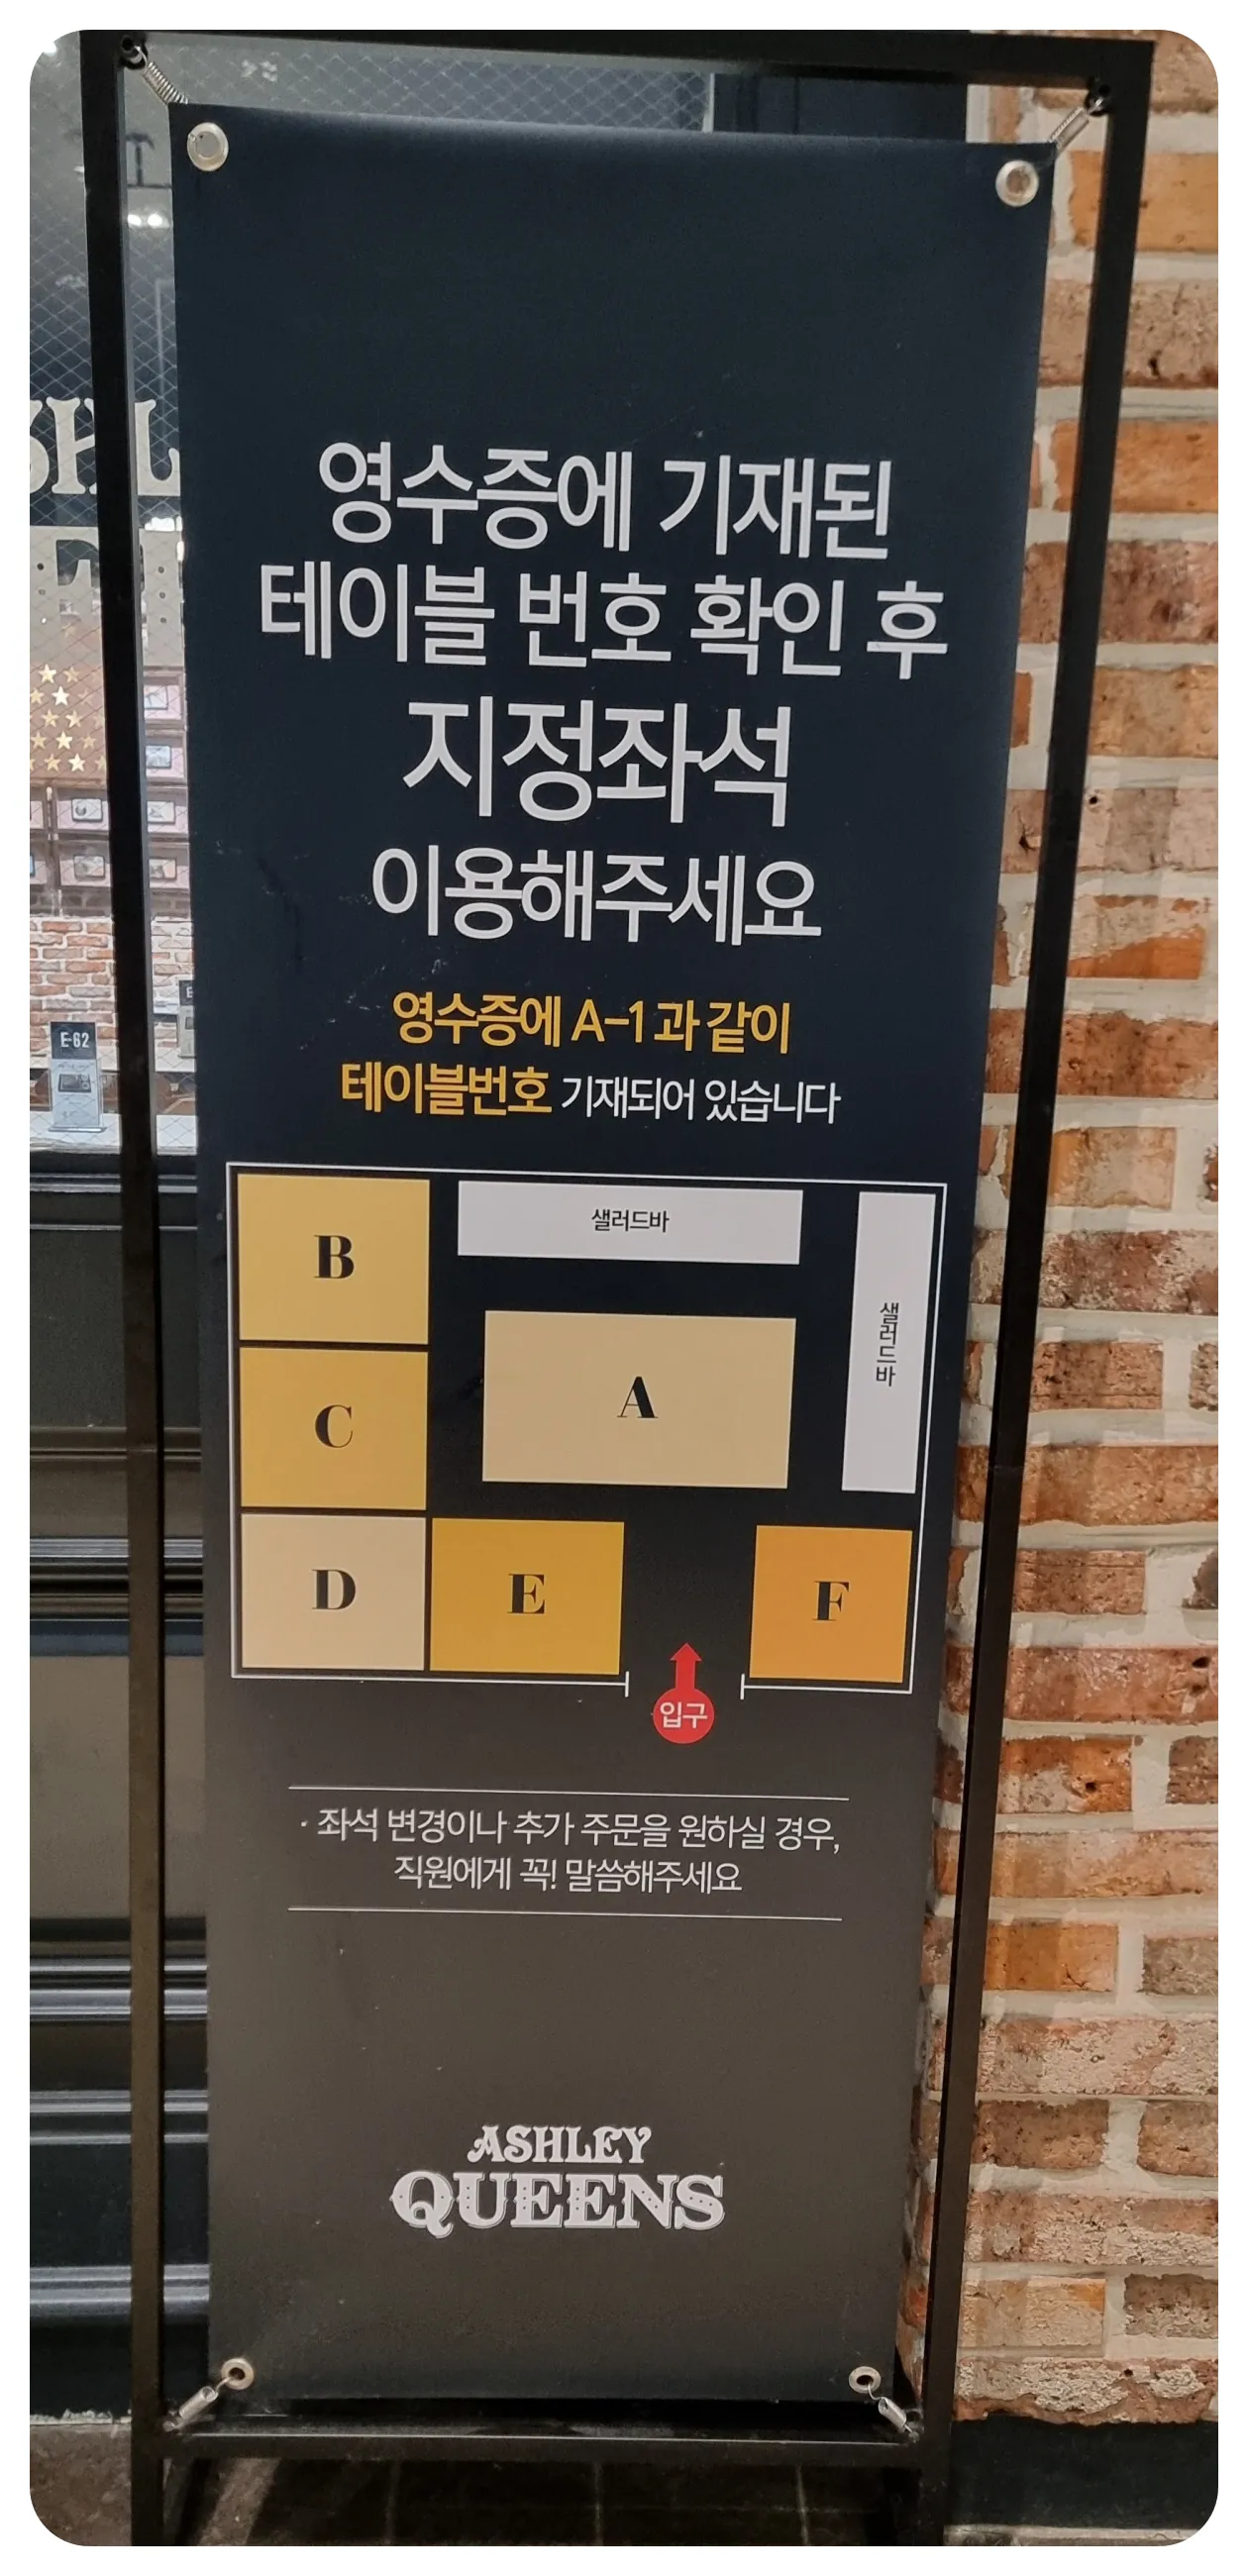 영수증에 기재된
테이블 번호 확인 후
지정좌석
이용해주세요
영수증에 A-1과 같이
테이블번호 기재되어 있습니다
B
샐러드바
샐러드바
A
C
D
E
F
입구
· 좌석 변경이나 추가 주문을 원하실 경우,
직원에게 꼭! 말씀해주세요
ASHLEY
QUEENS
E-62